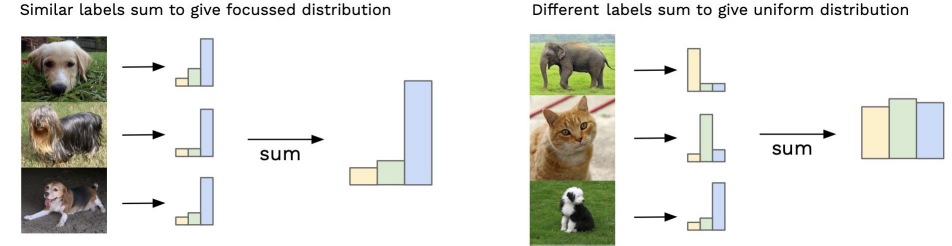 Similar labels sum to give focussed distribution
Different labels sum to give uniform distribution
sum
sum